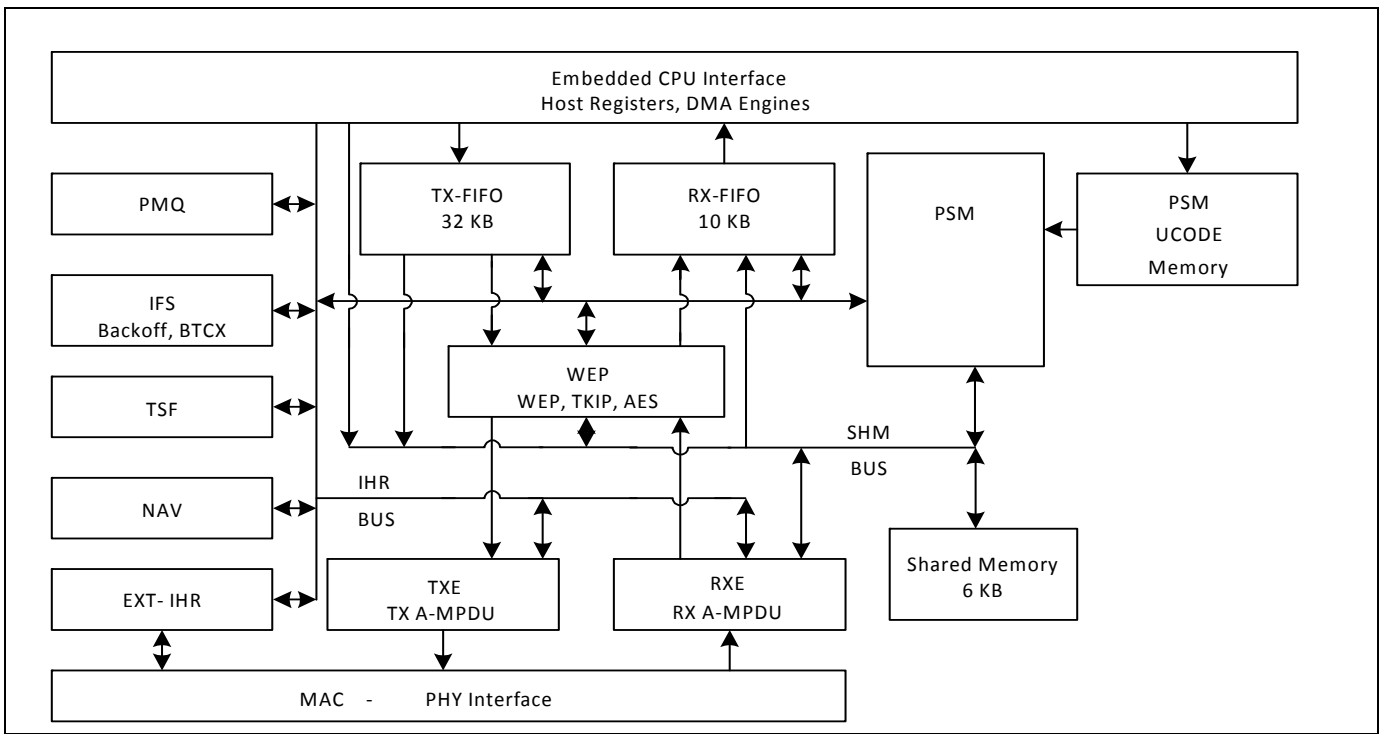 Embedded CPU Interface
Host Registers, DMA Engines
PMQ
TX-FIFO
32 KB
RX-FIFO
10 KB
PSM
PSM
UCODE
Memory
IFS
Backoff, BTCX
WEP
WEP, TKIP, AES
TSF
SHM
BUS
IHR
BUS
NAV
Shared Memory
6 KB
EXT- IHR
TXE
TX A-MPDU
RXE
RX A-MPDU
MAC - PHY Interface